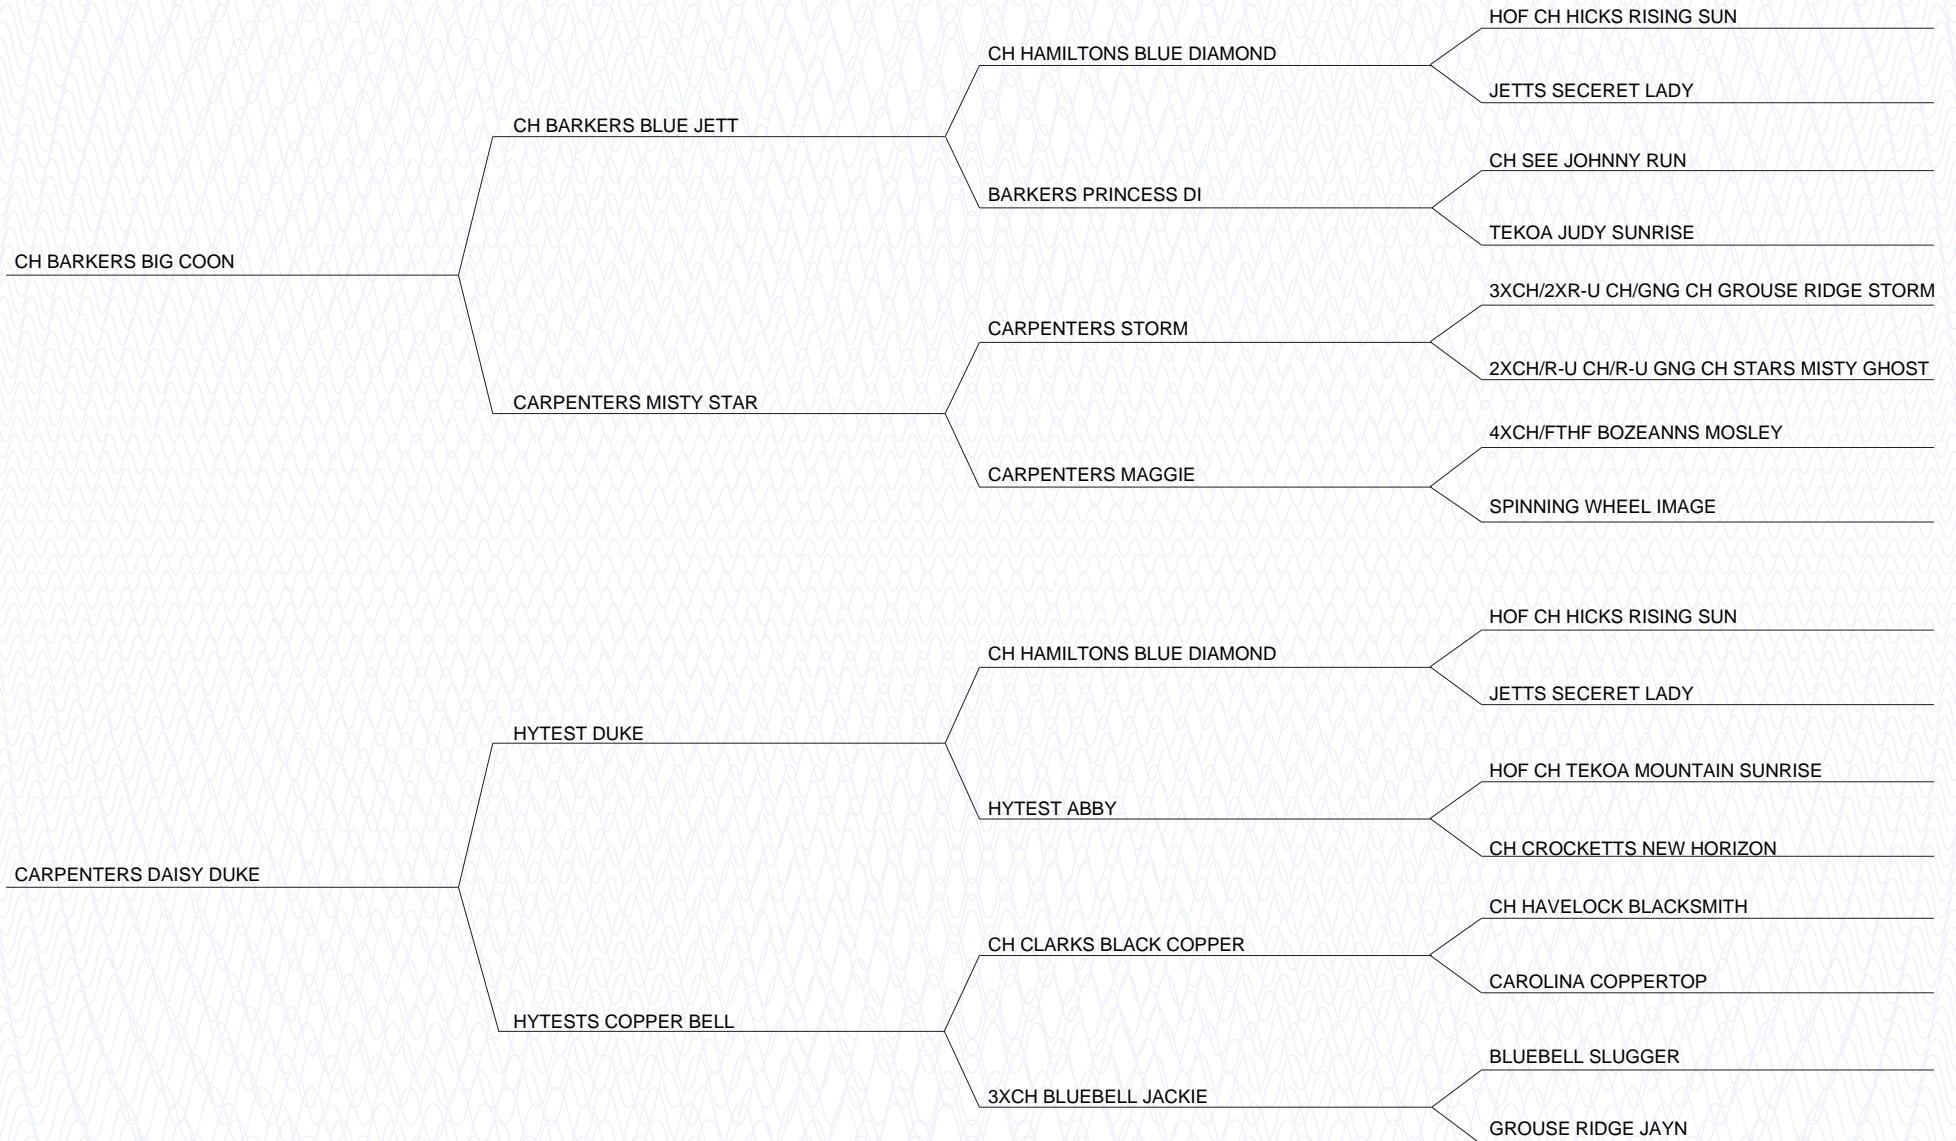 HOF CH HICKS RISING SUN
CH HAMILTONS BLUE DIAMOND
JETTS SECERET LADY
CH BARKERS BLUE JETT
CH SEE JOHNNY RUN
BARKERS PRINCESS DI
TEKOA JUDY SUNRISE
CH BARKERS BIG COON
3XCH/2XR-U CH/GNG CH GROUSE RIDGE STORM
CARPENTERS STORM
2XCH/R-U CH/R-U GNG CH STARS MISTY GHOST
CARPENTERS MISTY STAR
4XCH/FTHF BOZEANNS MOSLEY
CARPENTERS MAGGIE
SPINNING WHEEL IMAGE
HOF CH HICKS RISING SUN
CH HAMILTONS BLUE DIAMOND
JETTS SECERET LADY
HYTEST DUKE
HOF CH TEKOA MOUNTAIN SUNRISE
HYTEST ABBY
CH CROCKETTS NEW HORIZON
CARPENTERS DAISY DUKE
CH HAVELOCK BLACKSMITH
CH CLARKS BLACK COPPER
CAROLINA COPPERTOP
HYTESTS COPPER BELL
BLUEBELL SLUGGER
3XCH BLUEBELL JACKIE
GROUSE RIDGE JAYN